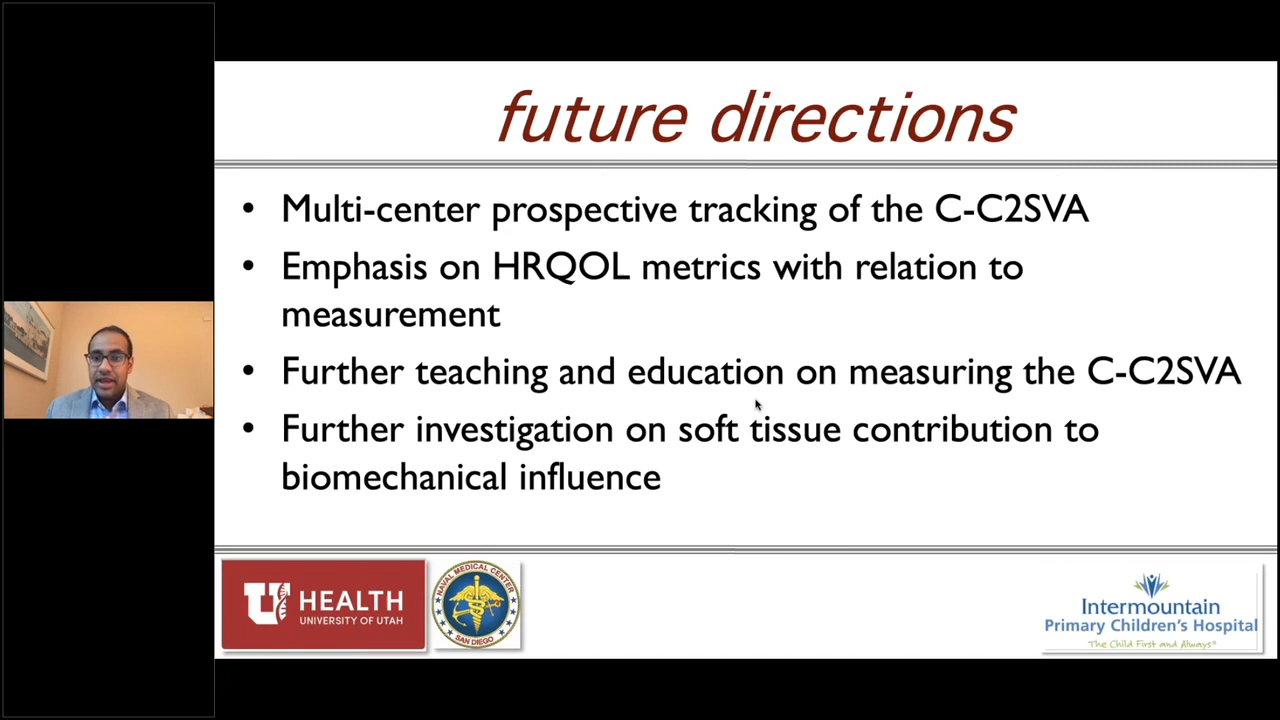 future directions
• Multi-center prospective tracking of the C-C2SVA
• Emphasis on HRQOL metrics with relation to
measurement
• Further teaching and education on measuring the C-C2SVA
• Further investigation on soft tissue contribution to
biomechanical influence
U HEALTH
UNIVERSITY OF UTAH
NAVAL MEDICAL CENTER
SAN DIEGO
Intermountain
Primary Children's Hospital
The Child First and Always®